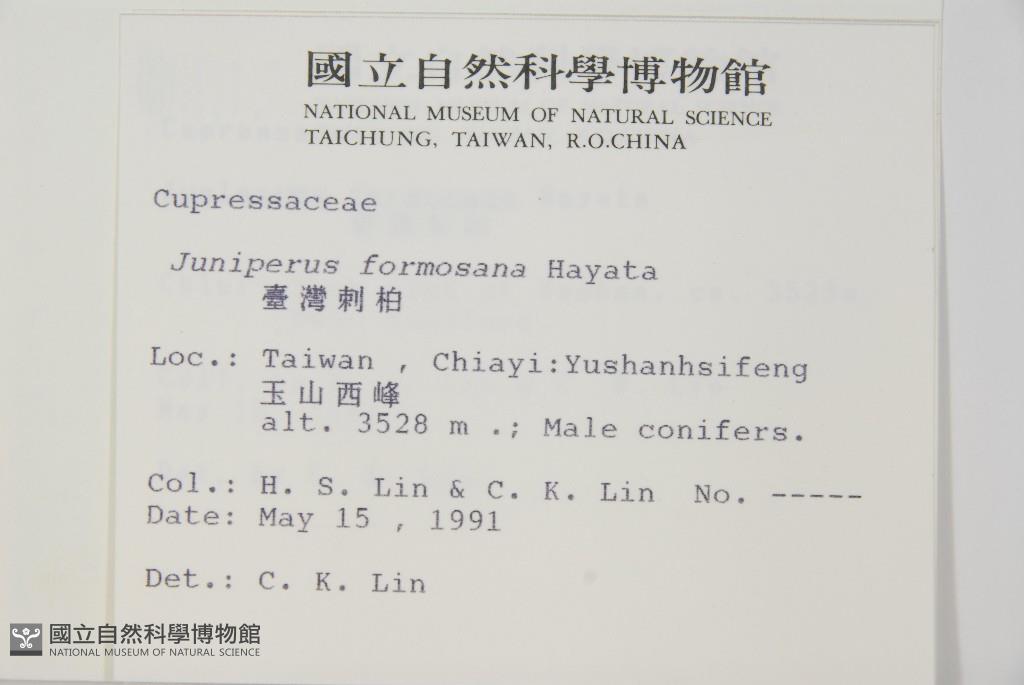 國立自然科學博物館
NATIONAL MUSEUM OF NATURAL SCIENCE
TAICHUNG, TAIWAN, R.O.CHINA
Cupressaceae
Juniperus formosana Hayata
臺灣刺柏
Loc.: Taiwan , Chiayi:Yushanhsifeng
玉山西峰
alt. 3528 m .; Male conifers.
Col.: H. S. Lin & C. K. Lin No. -----
Date: May 15 , 1991
Det.: C. K. Lin
國立自然科學博物館
NATIONAL MUSEUM OF NATURAL SCIENCE